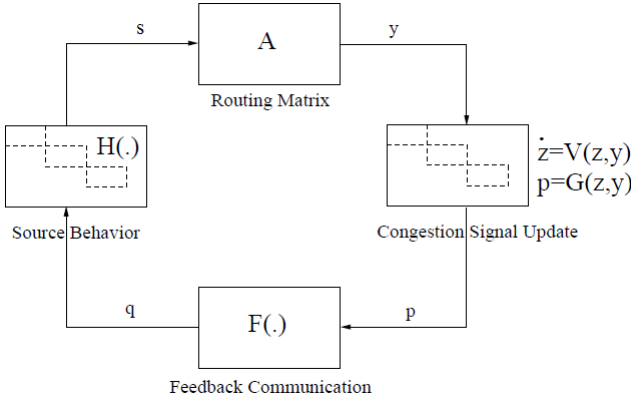 s
A
y
Routing Matrix
H(.)
ż=V(z,y)
p=G(z,y)
Source Behavior
Congestion Signal Update
q
F(.)
p
Feedback Communication